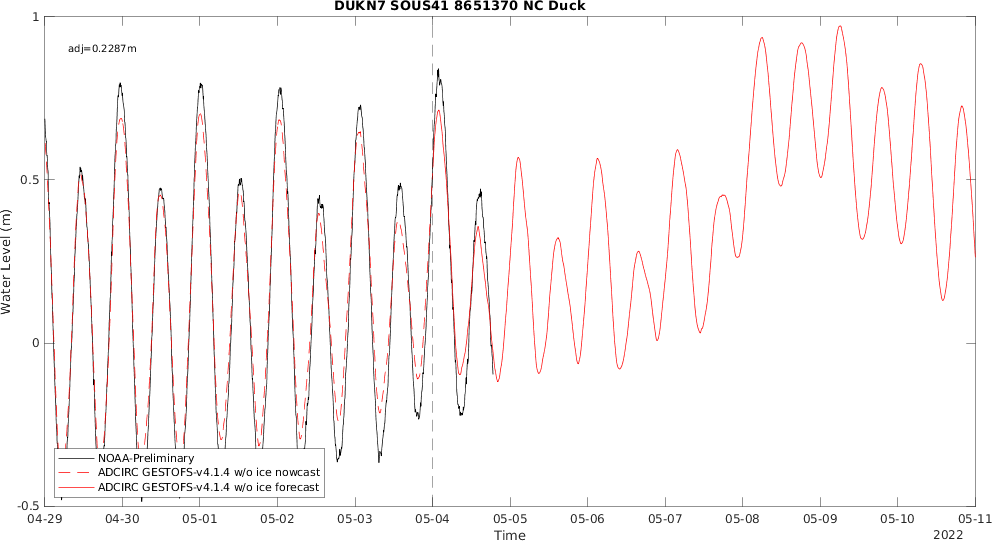 DUKN7 SOUS41 8651370 NC Duck
adj=0.2287m
Water Level (m)
1
0.5
0
-0.5
NOAA-Preliminary
ADCIRC GESTOFS-v4.1.4 w/o ice nowcast
ADCIRC GESTOFS-v4.1.4 w/o ice forecast
04-29 04-30 05-01 05-02 05-03 05-04 05-05 05-06 05-07 05-08 05-09 05-10 05-11
Time
2022